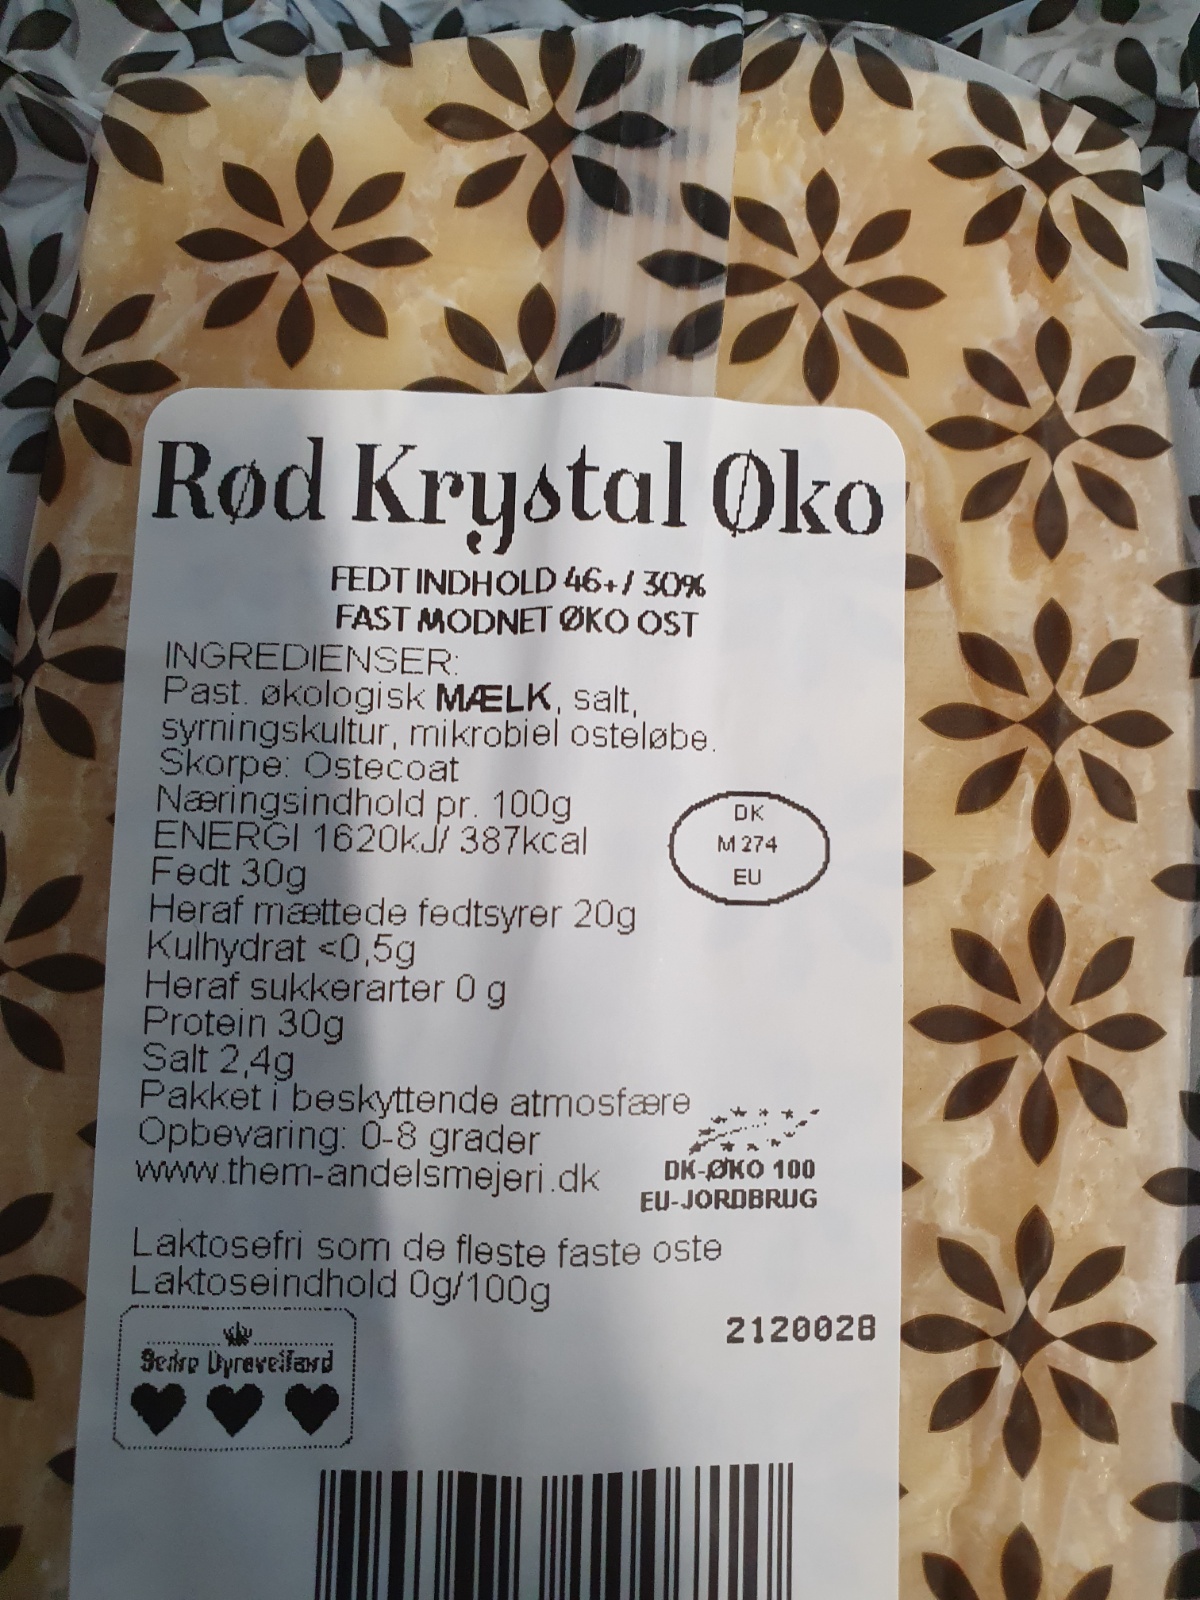 Rød Krystal Øko
FEDT INDHOLD 46+/ 30%
FAST MODNET ØKO OST
INGREDIENSER:
Past. økologisk MÆLK, salt,
syrningskultur, mikrobiel osteløbe.
Skorpe: Ostecoat
Næringsindhold pr. 100g
ENERGI 1620kJ/ 387kcal
Fedt 30g
Heraf mættede fedtsyrer 20g
Kulhydrat <0,5g
Heraf sukkerarter 0 g
Protein 30g
Salt 2,4g
Pakket i beskyttende atmosfære
Opbevaring: 0-8 grader
www.them-andelsmejeri.dk
DK
M 274
EU
DK-ØKO 100
EU-JORDBRUG
Laktosefri som de fleste faste oste
Laktoseindhold 0g/100g
2120028
Bedre Dyrevelfærd